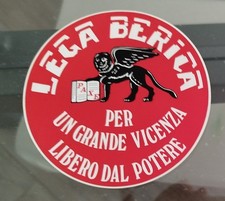 LEGA BERICA
PER
UN GRANDE VICENZA
LIBERO DAL POTERE